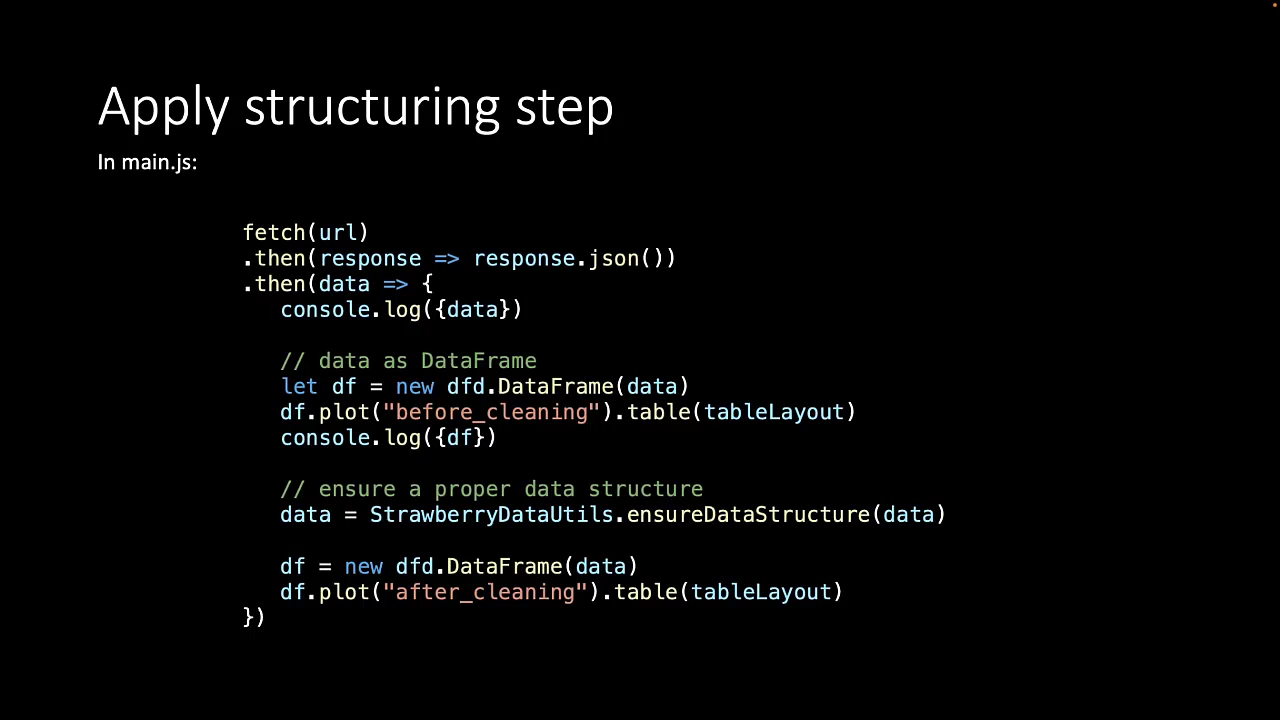 Apply structuring step
In main.js:
fetch(url)
.then(response => response.json())
.then(data => {
console.log({data})
// data as DataFrame
let df = new dfd.DataFrame(data)
df.plot("before_cleaning").table(tableLayout)
console.log({df})
// ensure a proper data structure
data = StrawberryDataUtils.ensureDataStructure(data)
df = new dfd.DataFrame(data)
df.plot("after_cleaning").table(tableLayout)
})